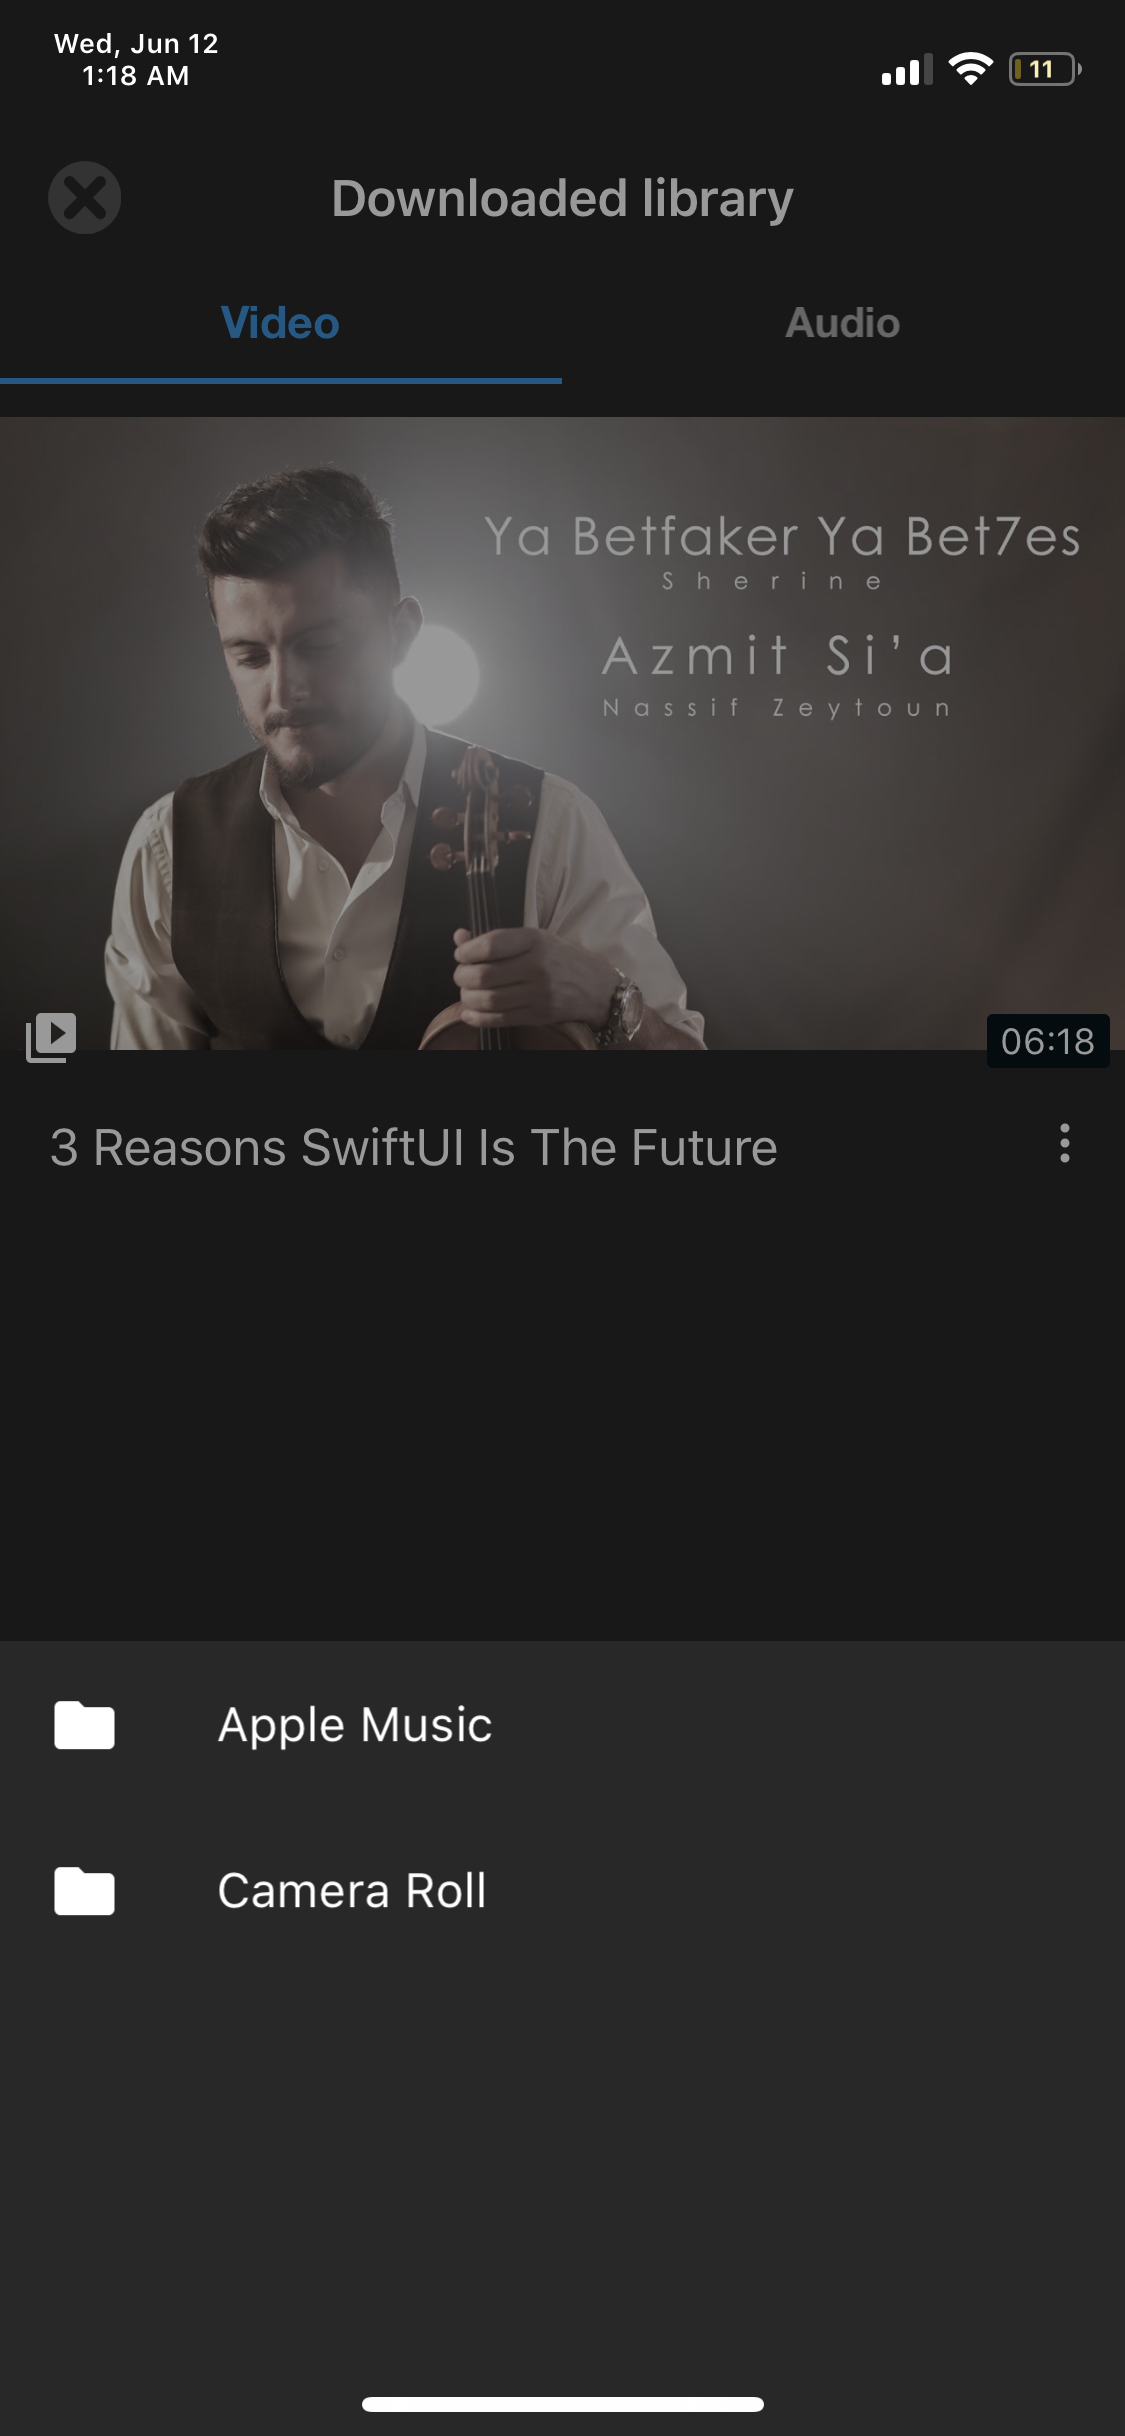 Wed, Jun 12
1:18 AM
11
Downloaded library
Video
Audio
Ya Betfaker Ya Bet7es
Sherine
Azmit Si'a
Nassif Zeytoun
06:18
3 Reasons SwiftUI Is The Future
Apple Music
Camera Roll